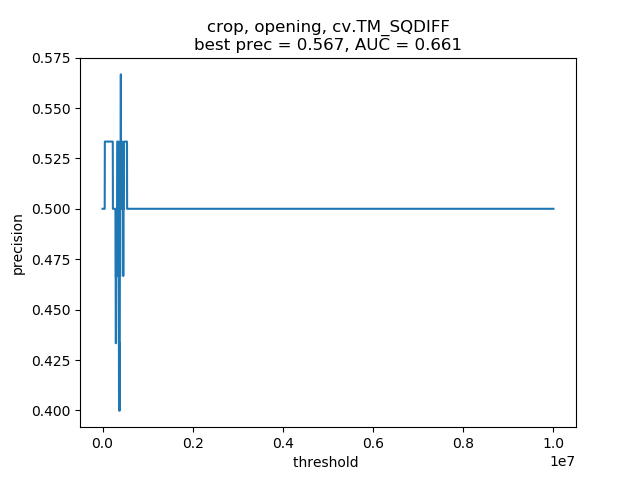 crop, opening, cv.TM_SQDIFF
best prec = 0.567, AUC = 0.661
precision
0.575
0.550
0.525
0.500
0.475
0.450
0.425
0.400
0.0 0.2 0.4 0.6 0.8 1.0
1e7
threshold